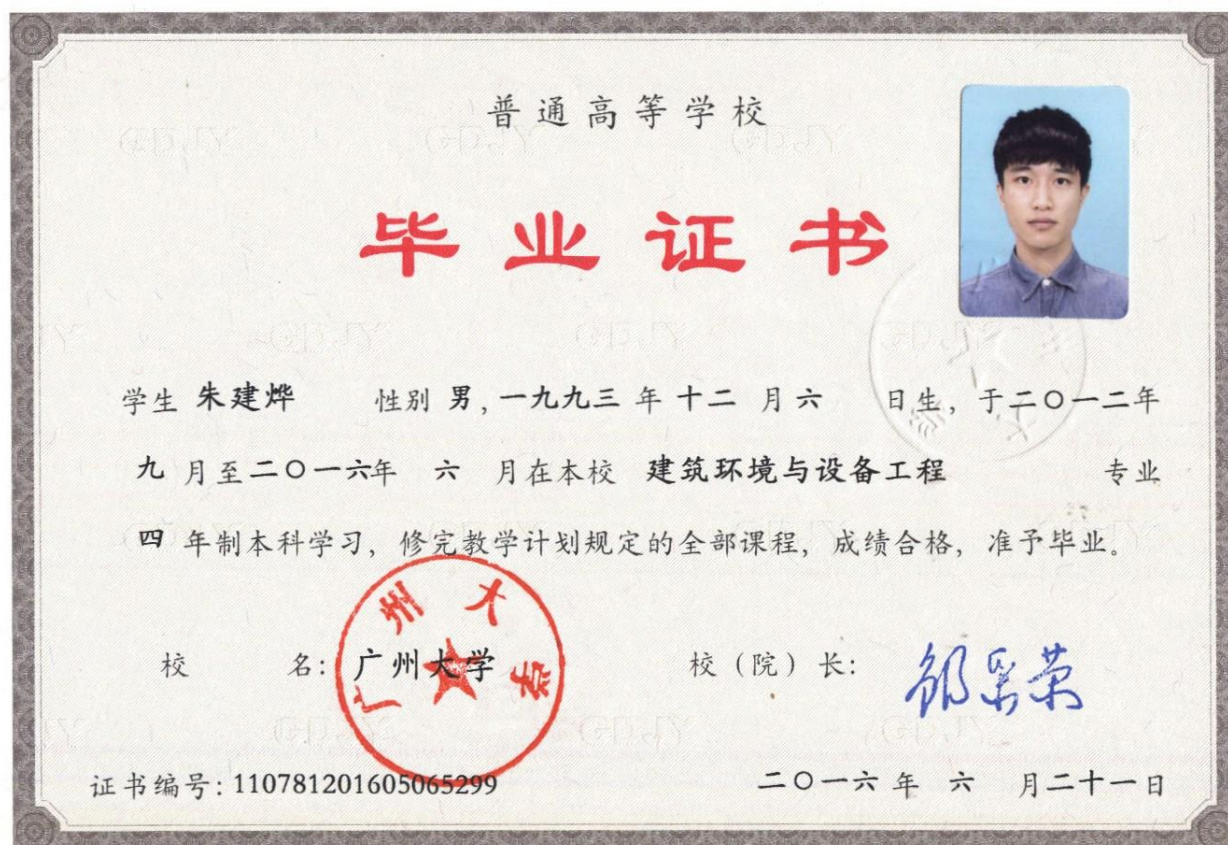 普通高等学校
毕业证书
学生 朱建烨 性别 男，一九九三 年 十二 月 六 日生，于二〇一二年
九 月至二〇一六年 六 月在本校 建筑环境与设备工程 专业
四 年制本科学习，修完教学计划规定的全部课程，成绩合格，准予毕业。
广州大学
校 名：广州大学 校（院）长：
证书编号：110781201605065299 二〇一六 年 六 月二十一日